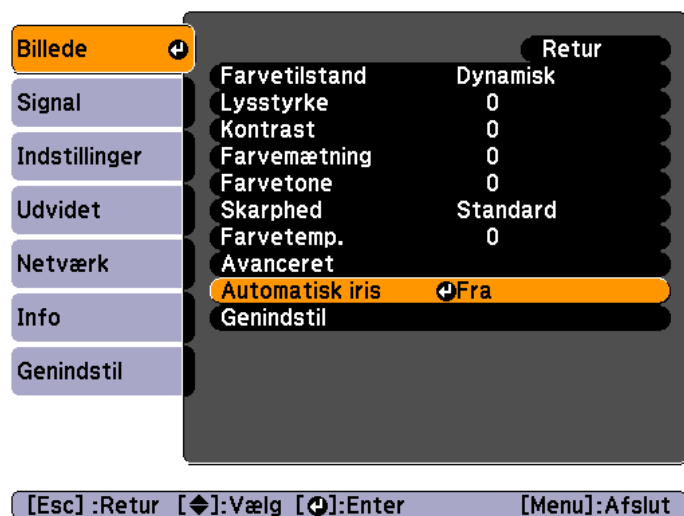 Billede
Signal
Indstillinger
Udvidet
Netværk
Info
Genindstil
Retur
Farvetilstand Dynamisk
Lysstyrke 0
Kontrast 0
Farvemætning 0
Farvetone 0
Skarphed Standard
Farvetemp. 0
Avanceret
Automatisk iris Fra
Genindstil
[Esc] :Retur [◆]:Vælg [↵]:Enter [Menu]:Afslut